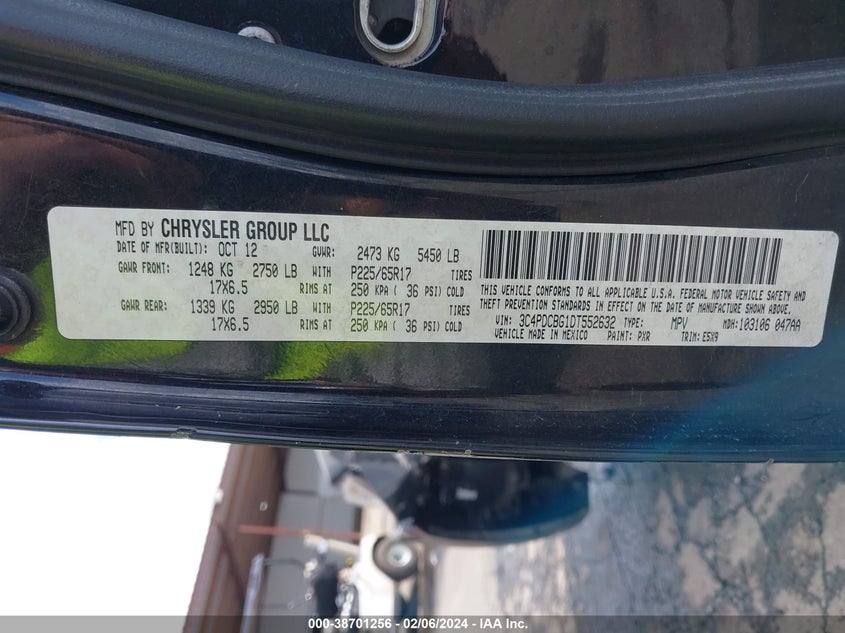 MFD BY CHRYSLER GROUP LLC
DATE OF MFR(BUILT): OCT 12 GVWR: 2473 KG 5450 LB
GAWR FRONT: 1248 KG 2750 LB WITH P225/65R17 TIRES
17X6.5 RIMS AT 250 KPA ( 36 PSI) COLD
GAWR REAR: 1339 KG 2950 LB WITH P225/65R17 TIRES
17X6.5 RIMS AT 250 KPA ( 36 PSI) COLD
THIS VEHICLE CONFORMS TO ALL APPLICABLE U.S.A. FEDERAL MOTOR VEHICLE SAFETY AND
THEFT PREVENTION STANDARDS IN EFFECT ON THE DATE OF MANUFACTURE SHOWN ABOVE.
VIN: 3C4PDCBG1DT552632 TYPE: MPV MDH: 103106 047AA
VEHICLE MADE IN MEXICO PAINT: PXR TRIM: E5X9
000-38701256 - 02/06/2024 - IAA Inc.